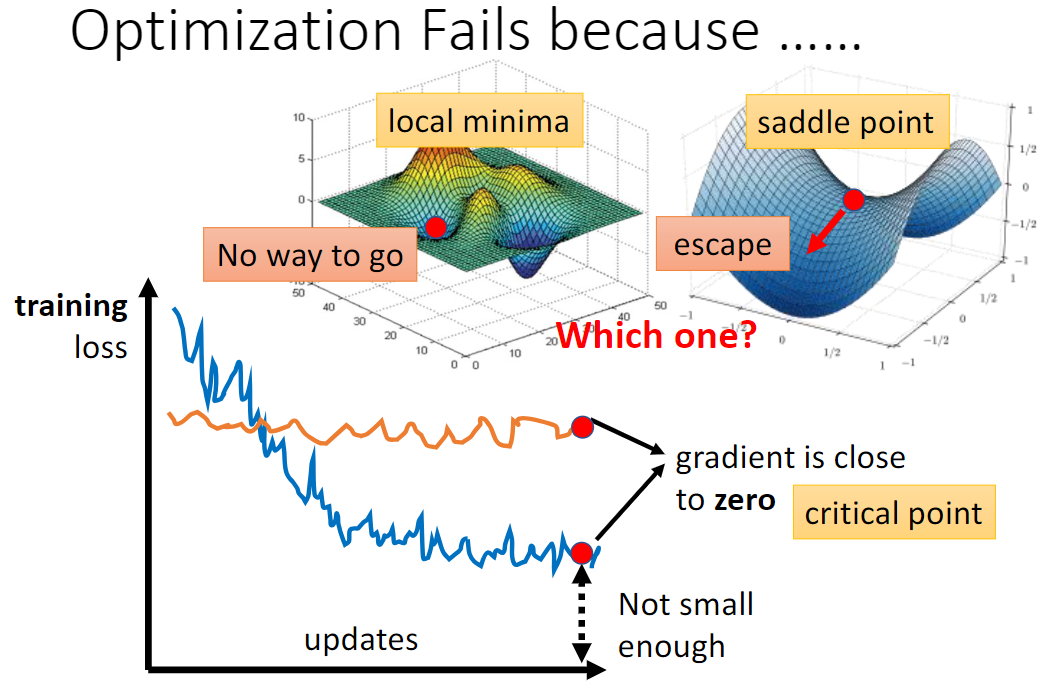 Optimization Fails because ……
local minima
saddle point
No way to go
escape
10
5
0
50
40
30
20
10
0
0
10
20
40
50
1
1/2
0
−1/2
−1
−1
−1/2
0
1/2
1
1
1/2
0
−1/2
−1
Which one?
training
loss
gradient is close
to zero
critical point
Not small
enough
updates